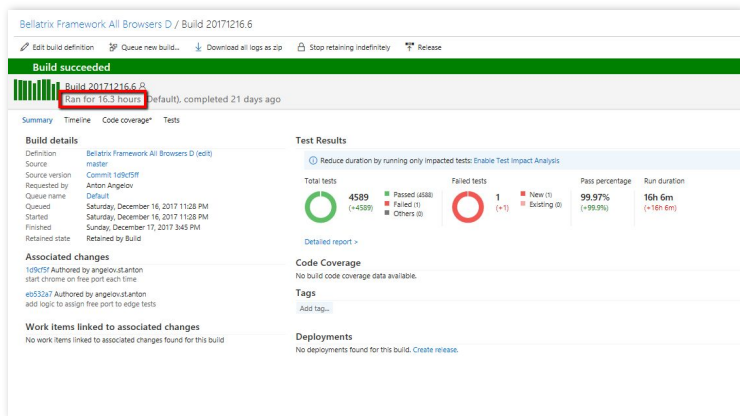 Bellatrix Framework All Browsers D / Build 20171216.6
Edit build definition Queue new build... Download all logs as zip Stop retaining indefinitely Release
Build succeeded
Build 20171216.6
Ran for 16.3 hours (Default), completed 21 days ago
Summary Timeline Code coverage* Tests
Build details
Definition Bellatrix Framework All Browsers D (edit)
Source master
Source version Commit 1d9cf5ff
Requested by Anton Angelov
Queue name Default
Queued Saturday, December 16, 2017 11:28 PM
Started Saturday, December 16, 2017 11:28 PM
Finished Sunday, December 17, 2017 3:45 PM
Retained state Retained by Build
Associated changes
1d9cf5f Authored by angelov.st.anton
start chrome on free port each time
eb532a7 Authored by angelov.st.anton
add logic to assign free port to edge tests
Work items linked to associated changes
No work items linked to associated changes found for this build
Test Results
Reduce duration by running only impacted tests: Enable Test Impact Analysis
Total tests
4589
(+4589)
Passed (4588)
Failed (1)
Others (0)
Failed tests
1
(+1)
New (1)
Existing (0)
Pass percentage
99.97%
(+99.9%)
Run duration
16h 6m
(+16h 6m)
Detailed report >
Code Coverage
No build code coverage data available.
Tags
Add tag...
Deployments
No deployments found for this build. Create release.